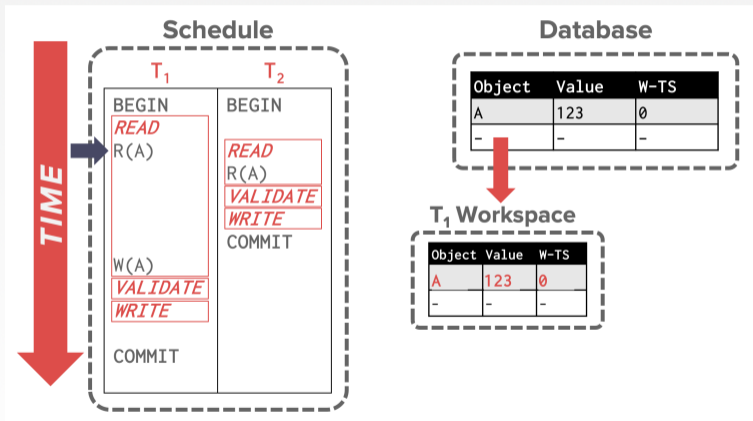 Schedule
T1 T2
BEGIN BEGIN
READ
R(A) READ
R(A)
VALIDATE
WRITE
COMMIT
W(A)
VALIDATE
WRITE
COMMIT
TIME
Database
Object Value W-TS
A 123 0
- - -
T1 Workspace
Object Value W-TS
A 123 0
- - -